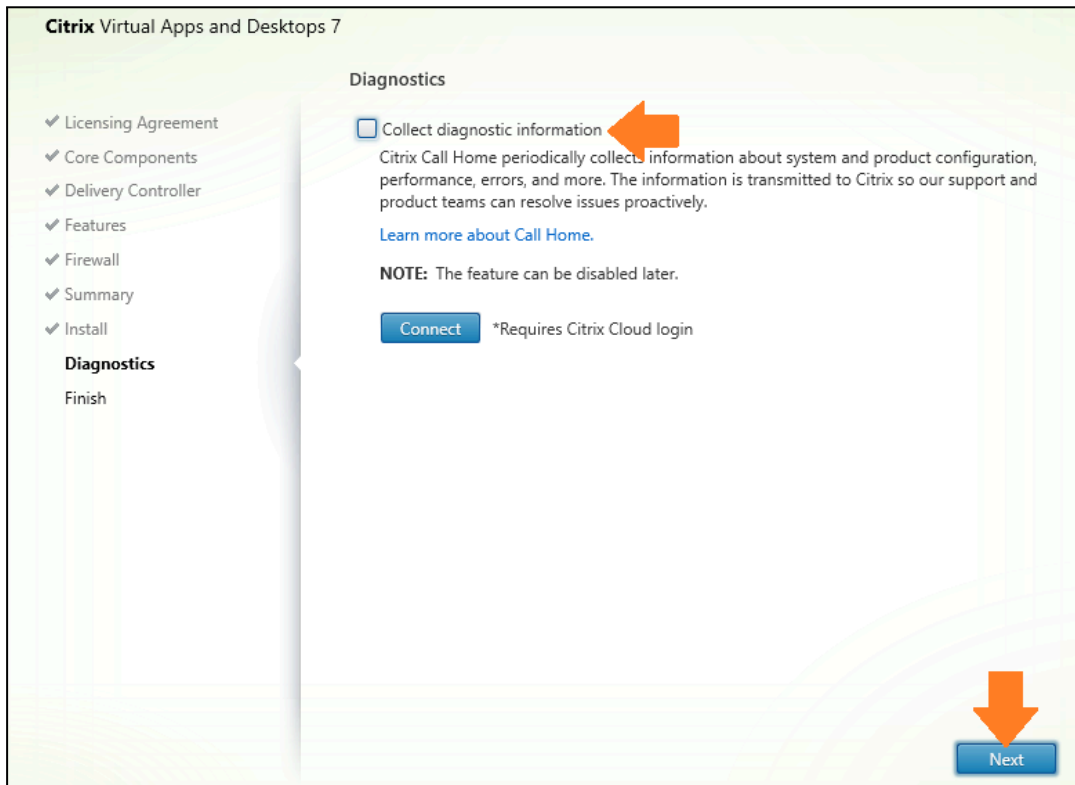 Citrix Virtual Apps and Desktops 7
Diagnostics
✔ Licensing Agreement
✔ Core Components
✔ Delivery Controller
✔ Features
✔ Firewall
✔ Summary
✔ Install
Diagnostics
Finish
Collect diagnostic information
Citrix Call Home periodically collects information about system and product configuration,
performance, errors, and more. The information is transmitted to Citrix so our support and
product teams can resolve issues proactively.
Learn more about Call Home.
NOTE: The feature can be disabled later.
Connect *Requires Citrix Cloud login
Next